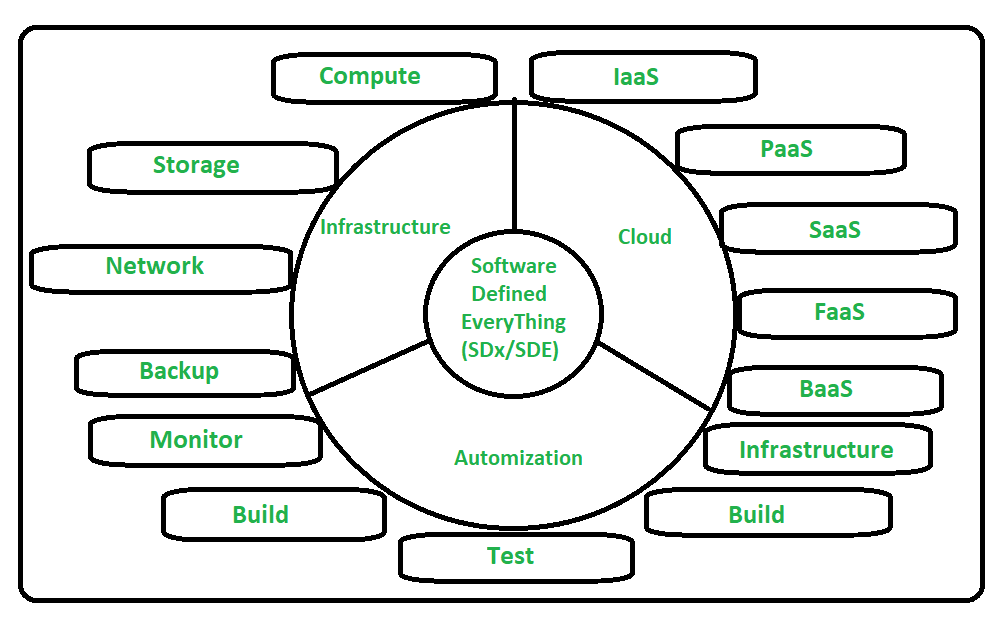 Compute
IaaS
Storage
PaaS
Infrastructure
Cloud
SaaS
Network
Software
Defined
EveryThing
(SDx/SDE)
FaaS
Backup
BaaS
Monitor
Infrastructure
Automization
Build
Build
Test